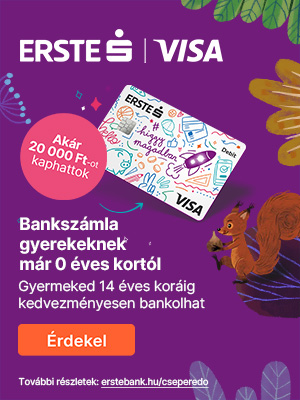 ERSTE VISA
Akár
20 000 Ft-ot
kaphattok
ERSTE
#higgy
magadban
Debit
VISA
Bankszámla
gyerekeknek
már 0 éves kortól
Gyermeked 14 éves koráig
kedvezményesen bankolhat
Érdekel
További részletek: erstebank.hu/cseperedo